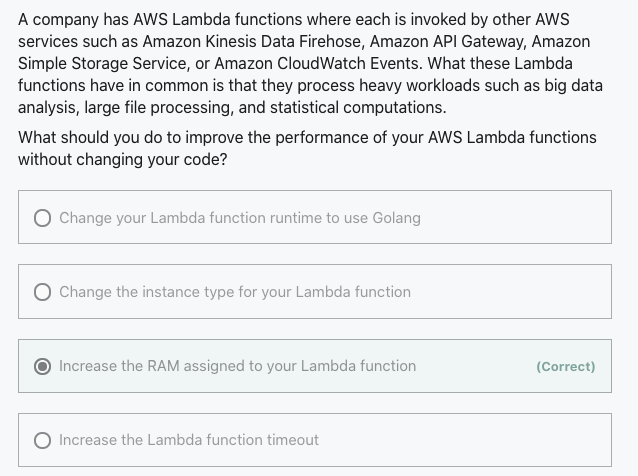 A company has AWS Lambda functions where each is invoked by other AWS
services such as Amazon Kinesis Data Firehose, Amazon API Gateway, Amazon
Simple Storage Service, or Amazon CloudWatch Events. What these Lambda
functions have in common is that they process heavy workloads such as big data
analysis, large file processing, and statistical computations.
What should you do to improve the performance of your AWS Lambda functions
without changing your code?
Change your Lambda function runtime to use Golang
Change the instance type for your Lambda function
Increase the RAM assigned to your Lambda function (Correct)
Increase the Lambda function timeout